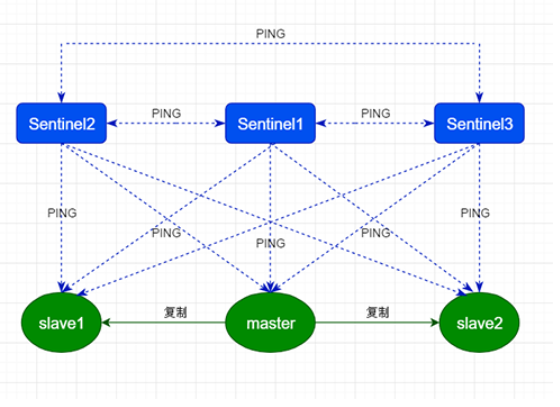 PING
Sentinel2
PING
Sentinel1
PING
Sentinel3
PING
PING
PING
PING
PING
slave1
复制
master
复制
slave2